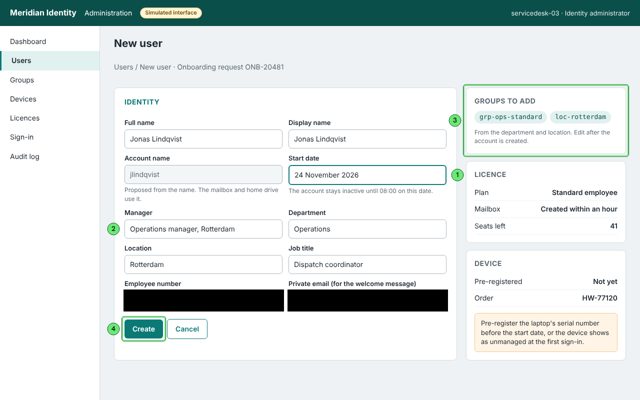 Meridian Identity
Administration
Simulated interface
servicedesk-03 · Identity administrator
Dashboard
Users
Groups
Devices
Licences
Sign-in
Audit log
New user
Users / New user · Onboarding request ONB-20481
IDENTITY
Full name
Jonas Lindqvist
Display name
Jonas Lindqvist
Account name
jlindqvist
Proposed from the name. The mailbox and home drive
use it.
Start date
24 November 2026
The account stays inactive until 08:00 on this date.
1
2
Manager
Operations manager, Rotterdam
Department
Operations
Location
Rotterdam
Job title
Dispatch coordinator
Employee number
Private email (for the welcome message)
4
Create
Cancel
3
GROUPS TO ADD
grp-ops-standard
loc-rotterdam
From the department and location. Edit after the
account is created.
LICENCE
Plan
Standard employee
Mailbox
Created within an hour
Seats left
41
DEVICE
Pre-registered
Not yet
Order
HW-77120
Pre-register the laptop's serial number
before the start date, or the device shows
as unmanaged at the first sign-in.